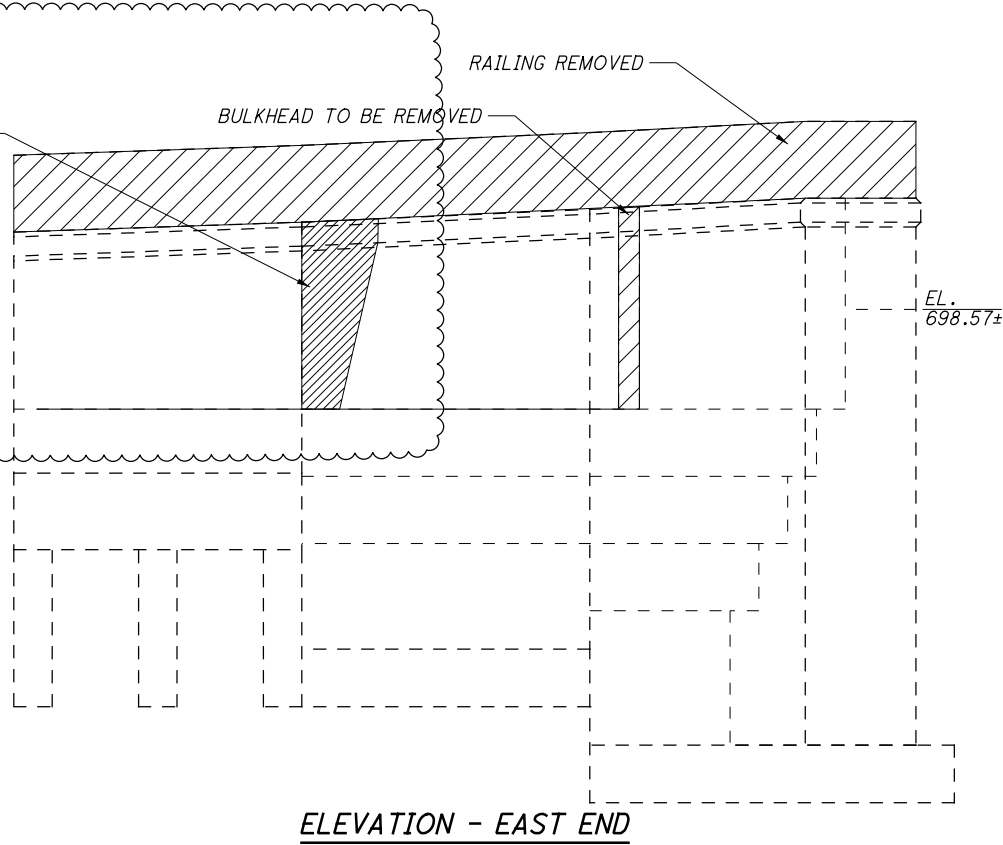 RAILING REMOVED
BULKHEAD TO BE REMOVED
EL.
698.57±
ELEVATION - EAST END